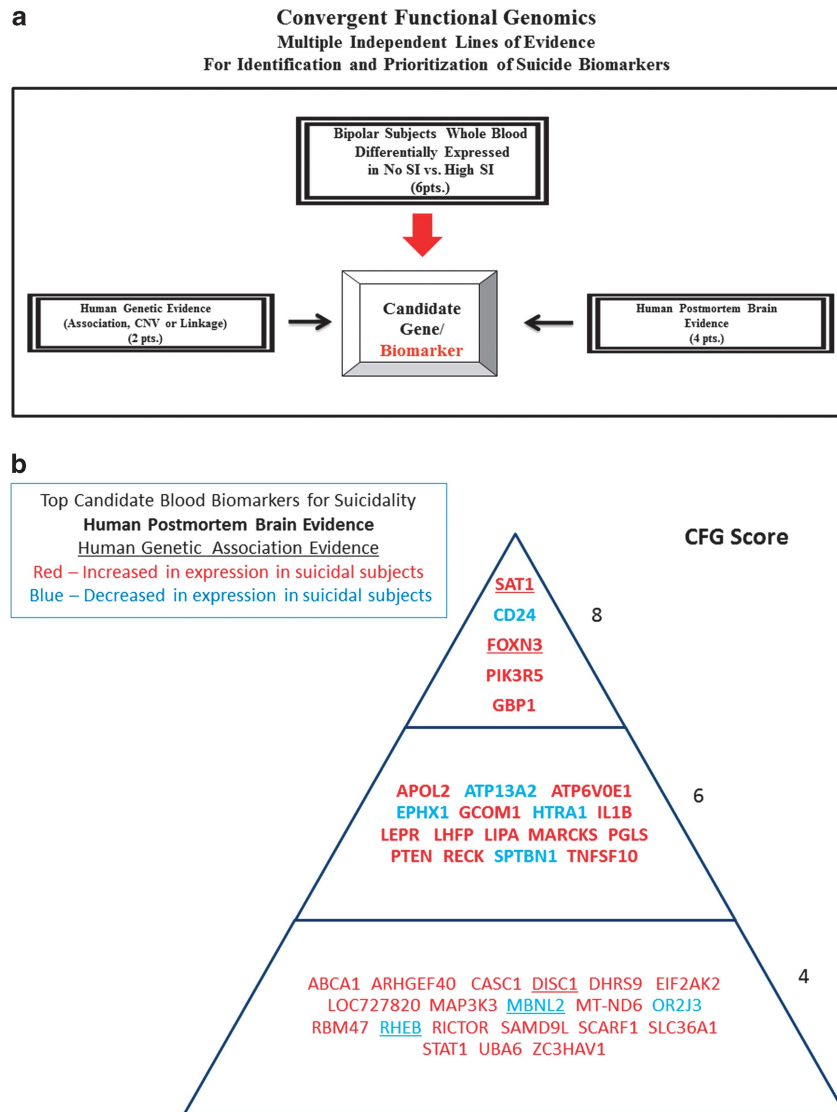 a
Convergent Functional Genomics
Multiple Independent Lines of Evidence
For Identification and Prioritization of Suicide Biomarkers
Bipolar Subjects Whole Blood
Differentially Expressed
in No SI vs. High SI
(6pts.)
Human Genetic Evidence
(Association, CNV or Linkage)
(2 pts.)
Candidate
Gene/
Biomarker
Human Postmortem Brain
Evidence
(4 pts.)
b
Top Candidate Blood Biomarkers for Suicidality
Human Postmortem Brain Evidence
Human Genetic Association Evidence
Red – Increased in expression in suicidal subjects
Blue – Decreased in expression in suicidal subjects
CFG Score
SAT1
CD24
8
FOXN3
PIK3R5
GBP1
APOL2 ATP13A2 ATP6V0E1
6
EPHX1 GCOM1 HTRA1 IL1B
LEPR LHFP LIPA MARCKS PGLS
PTEN RECK SPTBN1 TNFSF10
4
ABCA1 ARHGEF40 CASC1 DISC1 DHRS9 EIF2AK2
LOC727820 MAP3K3 MBNL2 MT-ND6 OR2J3
RBM47 RHEB RICTOR SAMD9L SCARF1 SLC36A1
STAT1 UBA6 ZC3HAV1